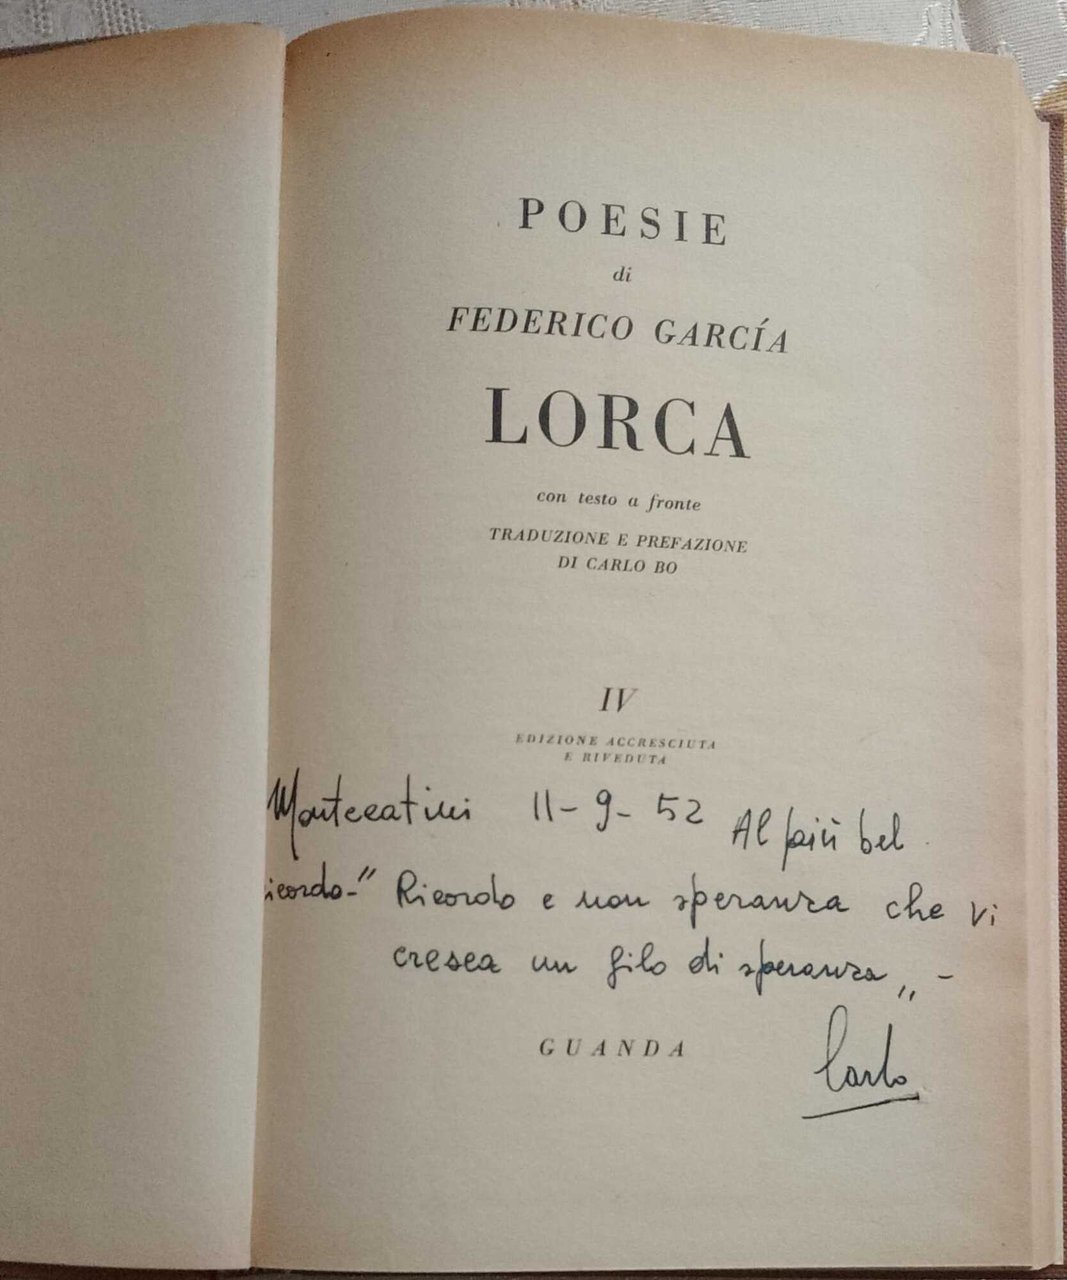 POESIE
di
FEDERICO GARCÍA
LORCA
con testo a fronte
TRADUZIONE E PREFAZIONE
DI CARLO BO
IV
EDIZIONE ACCRESCIUTA
E RIVEDUTA
Montecatini 11-9-52 Al più bel
ricordo-" Ricordo e non speranza che vi
cresca un filo di speranza„-
GUANDA
Carlo